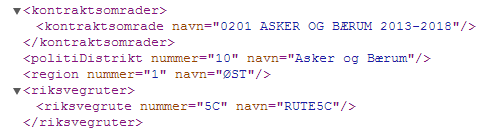 ▼<kontraktsomrader>
<kontraktsomrade navn="0201 ASKER OG BÆRUM 2013-2018"/>
</kontraktsomrader>
<politiDistrikt nummer="10" navn="Asker og Bærum"/>
<region nummer="1" navn="ØST"/>
▼<riksvegruter>
<riksvegrute nummer="5C" navn="RUTE5C"/>
</riksvegruter>